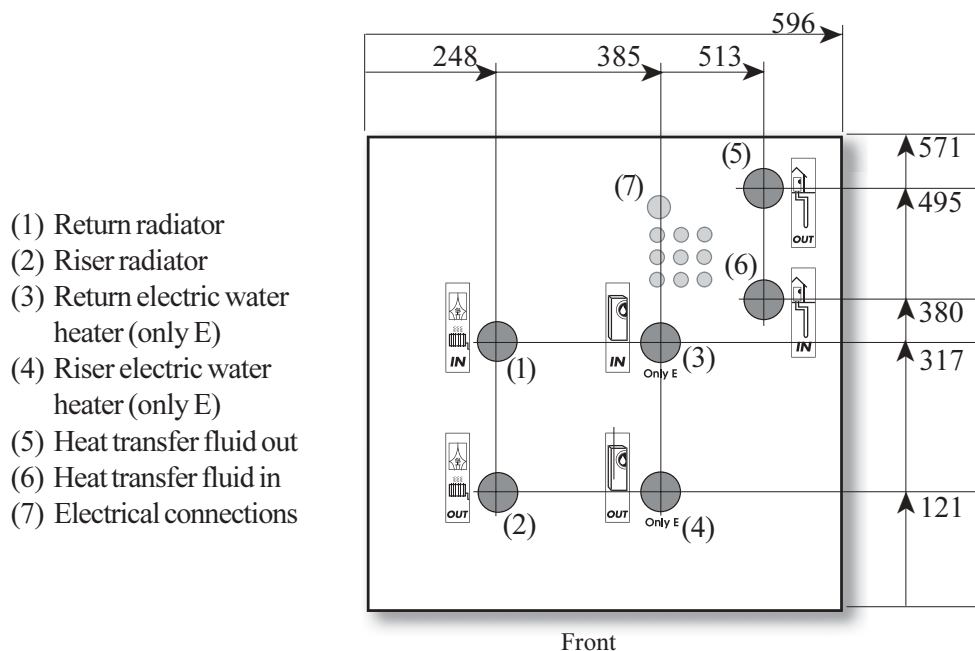 596
248 385 513
(5) 571
(7) OUT 495
(1) Return radiator
(2) Riser radiator
(6)
(3) Return electric water
380
heater (only E)
IN (1) IN (3) IN 317
Only E
(4) Riser electric water
heater (only E)
(5) Heat transfer fluid out
(6) Heat transfer fluid in
(7) Electrical connections
OUT (2) OUT (4) 121
Only E
Front